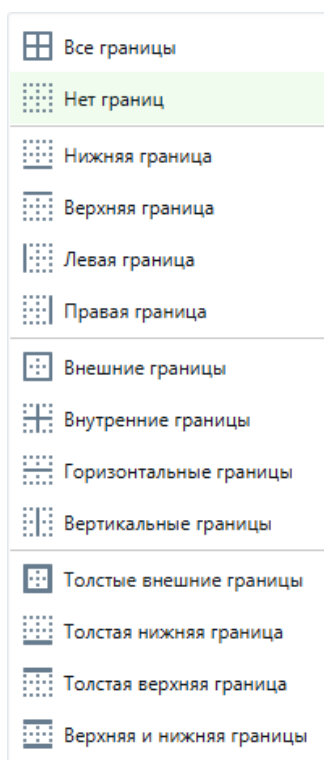 Все границы
Нет границ
Нижняя граница
Верхняя граница
Левая граница
Правая граница
Внешние границы
Внутренние границы
Горизонтальные границы
Вертикальные границы
Толстые внешние границы
Толстая нижняя граница
Толстая верхняя граница
Верхняя и нижняя границы